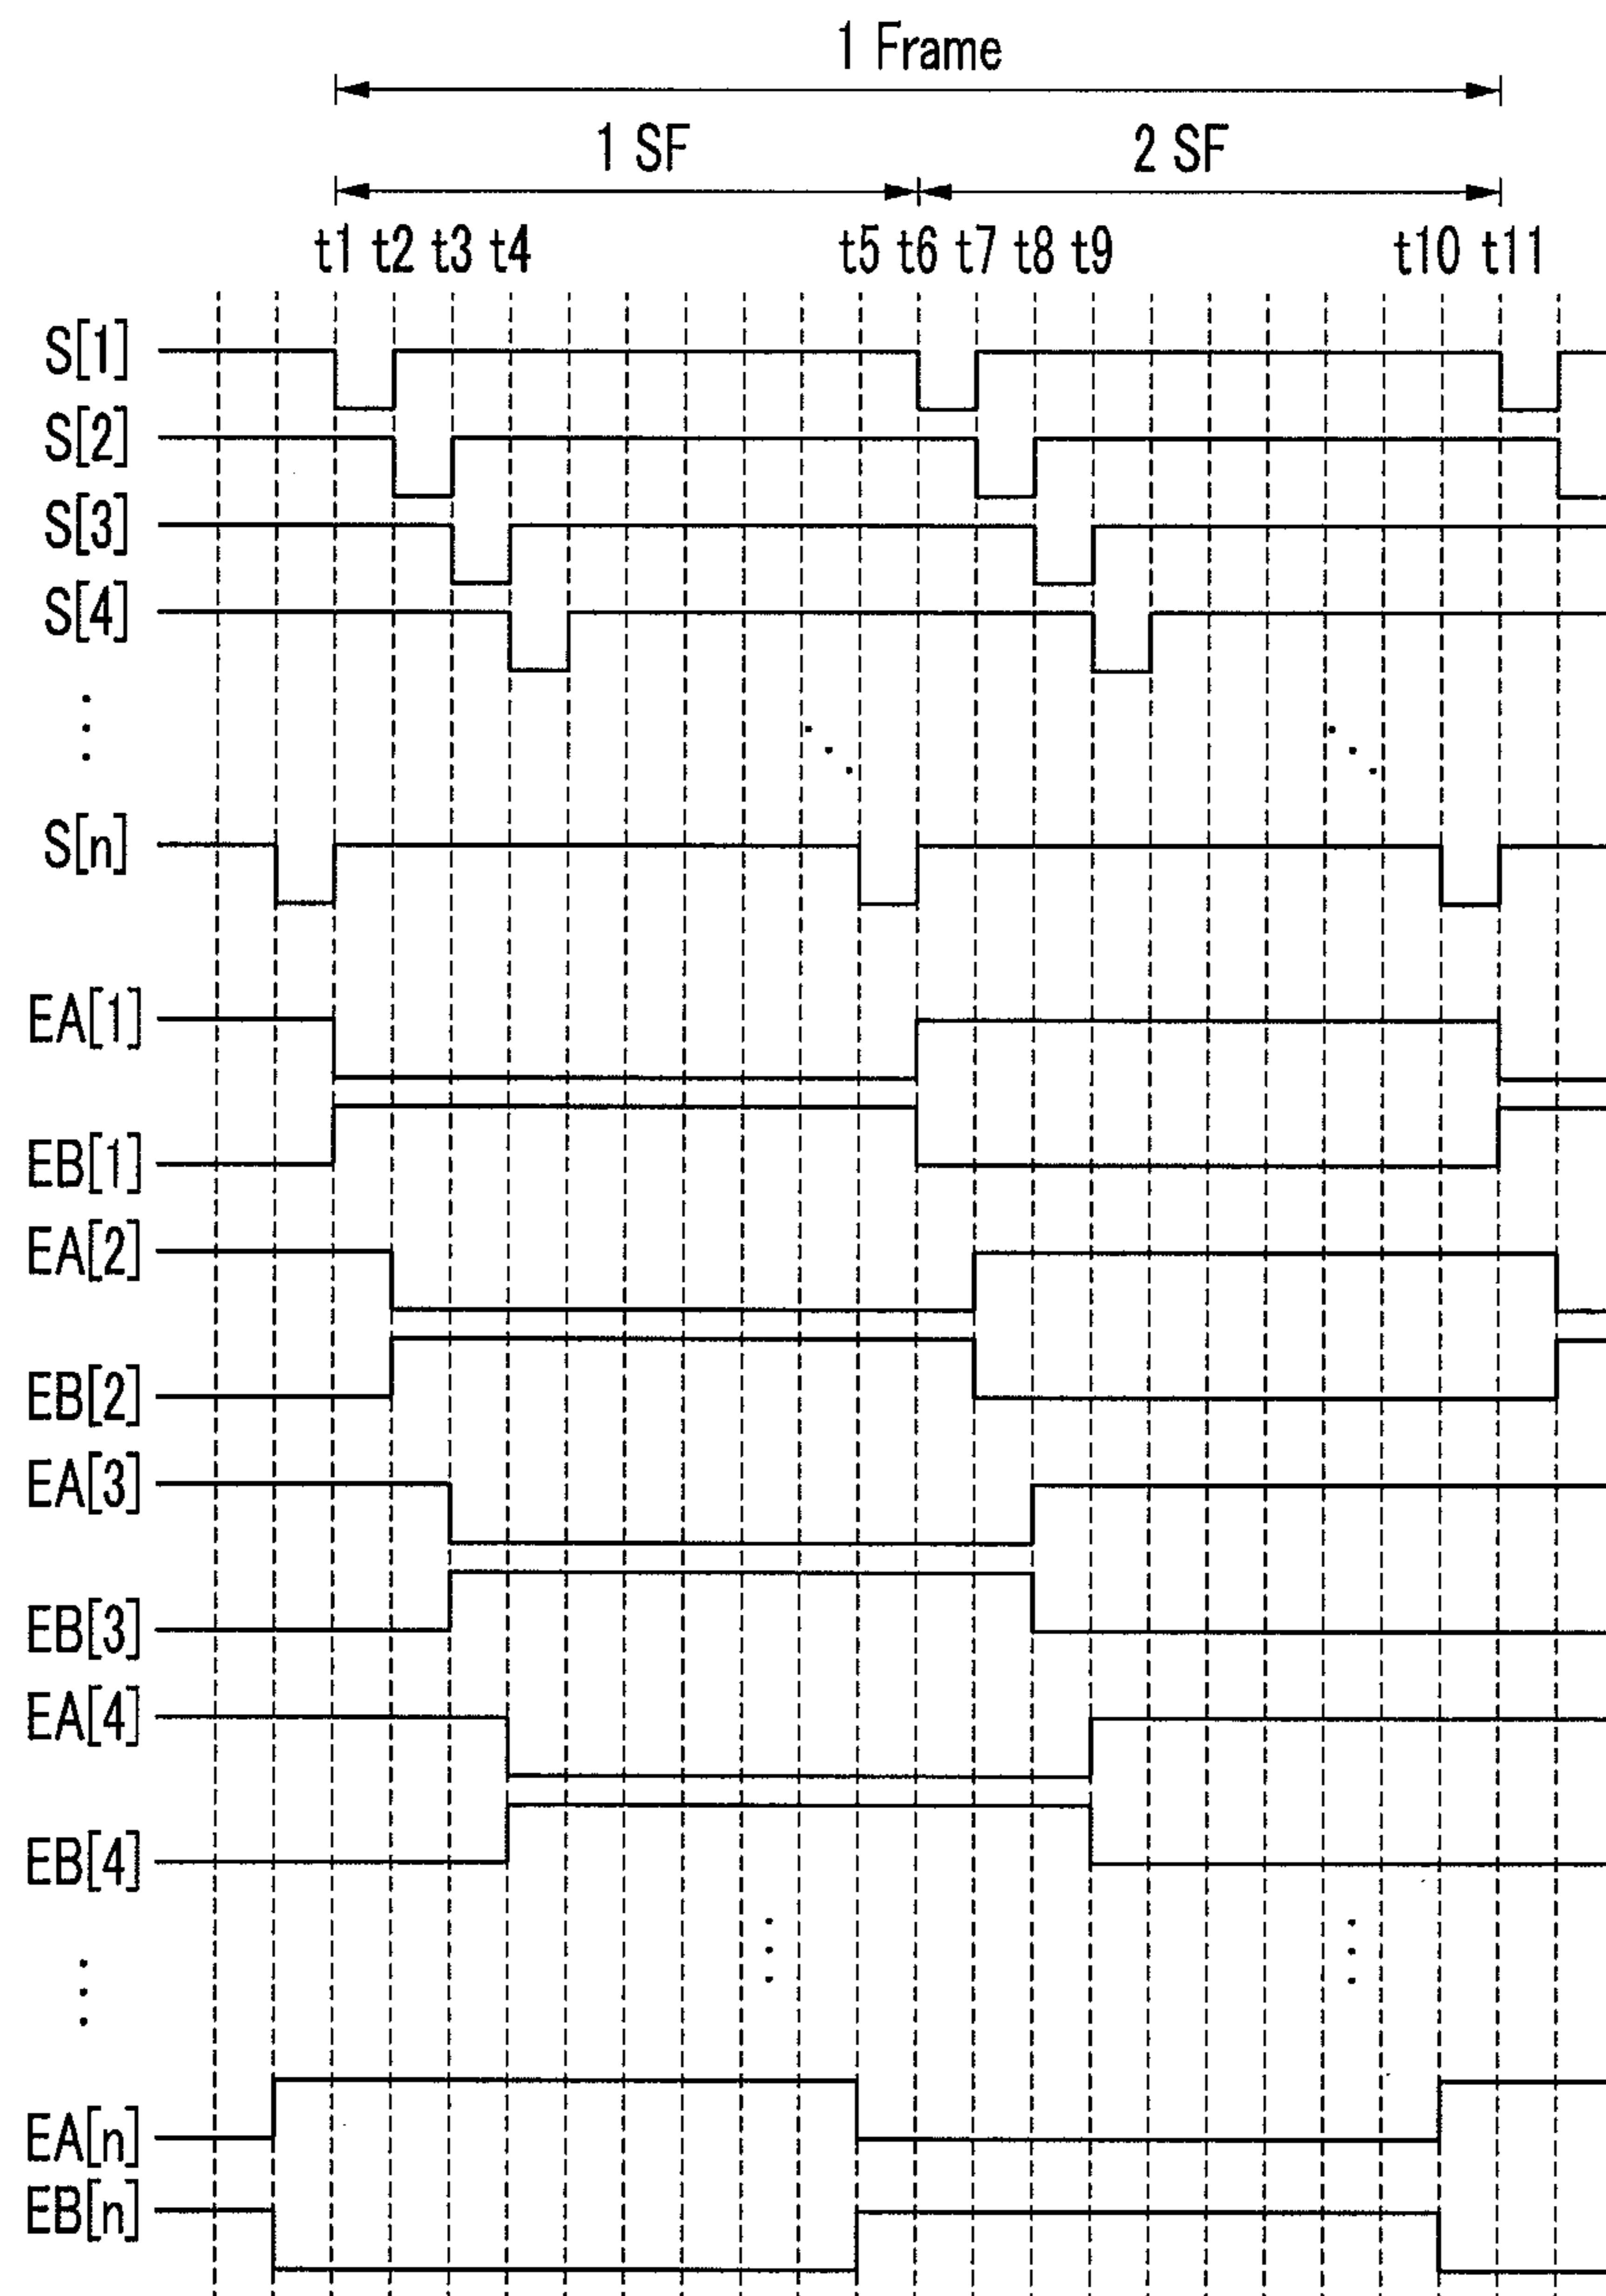 1 Frame
1 SF 2 SF
t1 t2 t3 t4 t5 t6 t7 t8 t9 t10 t11
S[1]
S[2]
S[3]
S[4]
S[n]
EA[1]
EB[1]
EA[2]
EB[2]
EA[3]
EB[3]
EA[4]
EB[4]
EA[n]
EB[n]